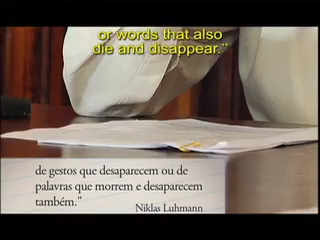 or words that also
die and disappear."
de gestos que desaparecem ou de
palavras que morrem e desaparecem
também."
Niklas Luhmann